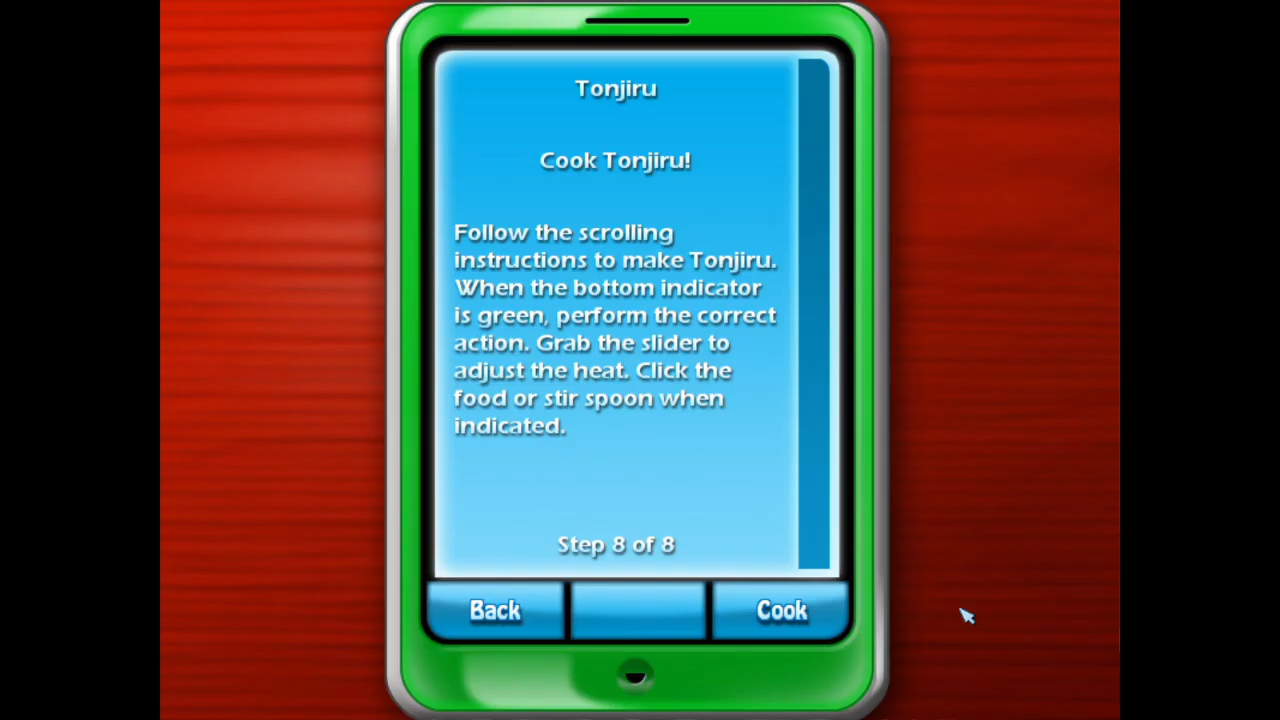 Tonjiru
Cook Tonjiru!
Follow the scrolling
instructions to make Tonjiru.
When the bottom indicator
is green, perform the correct
action. Grab the slider to
adjust the heat. Click the
food or stir spoon when
indicated.
Step 8 of 8
Back
Cook